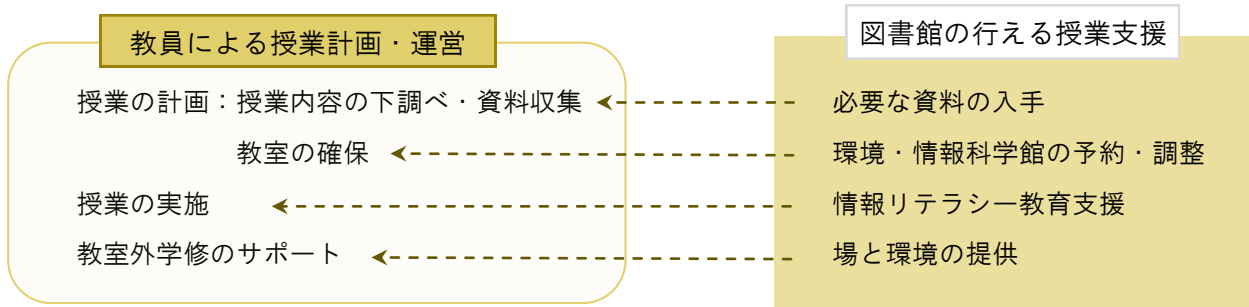 教員による授業計画・運営
図書館の行える授業支援
授業の計画：授業内容の下調べ・資料収集
必要な資料の入手
教室の確保
環境・情報科学館の予約・調整
授業の実施
情報リテラシー教育支援
教室外学修のサポート
場と環境の提供